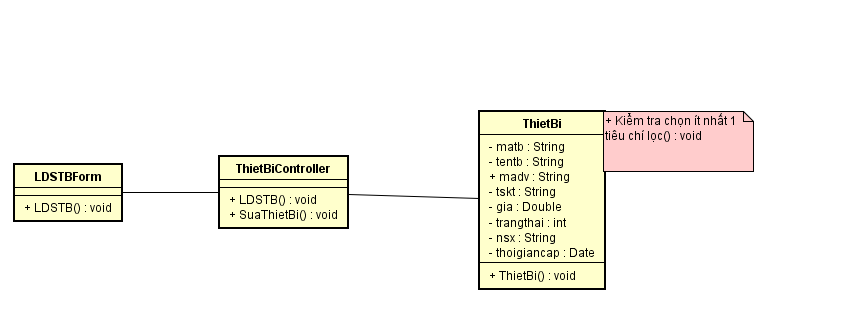 LDSTBForm
+ LDSTB() : void
ThietBiController
+ LDSTB() : void
+ SuaThietBi() : void
ThietBi
- matb : String
- tentb : String
+ madv : String
- tskt : String
- gia : Double
- trangthai : int
- nsx : String
- thoigiancap : Date
+ ThietBi() : void
+ Kiểm tra chọn ít nhất 1
tiêu chí lọc() : void